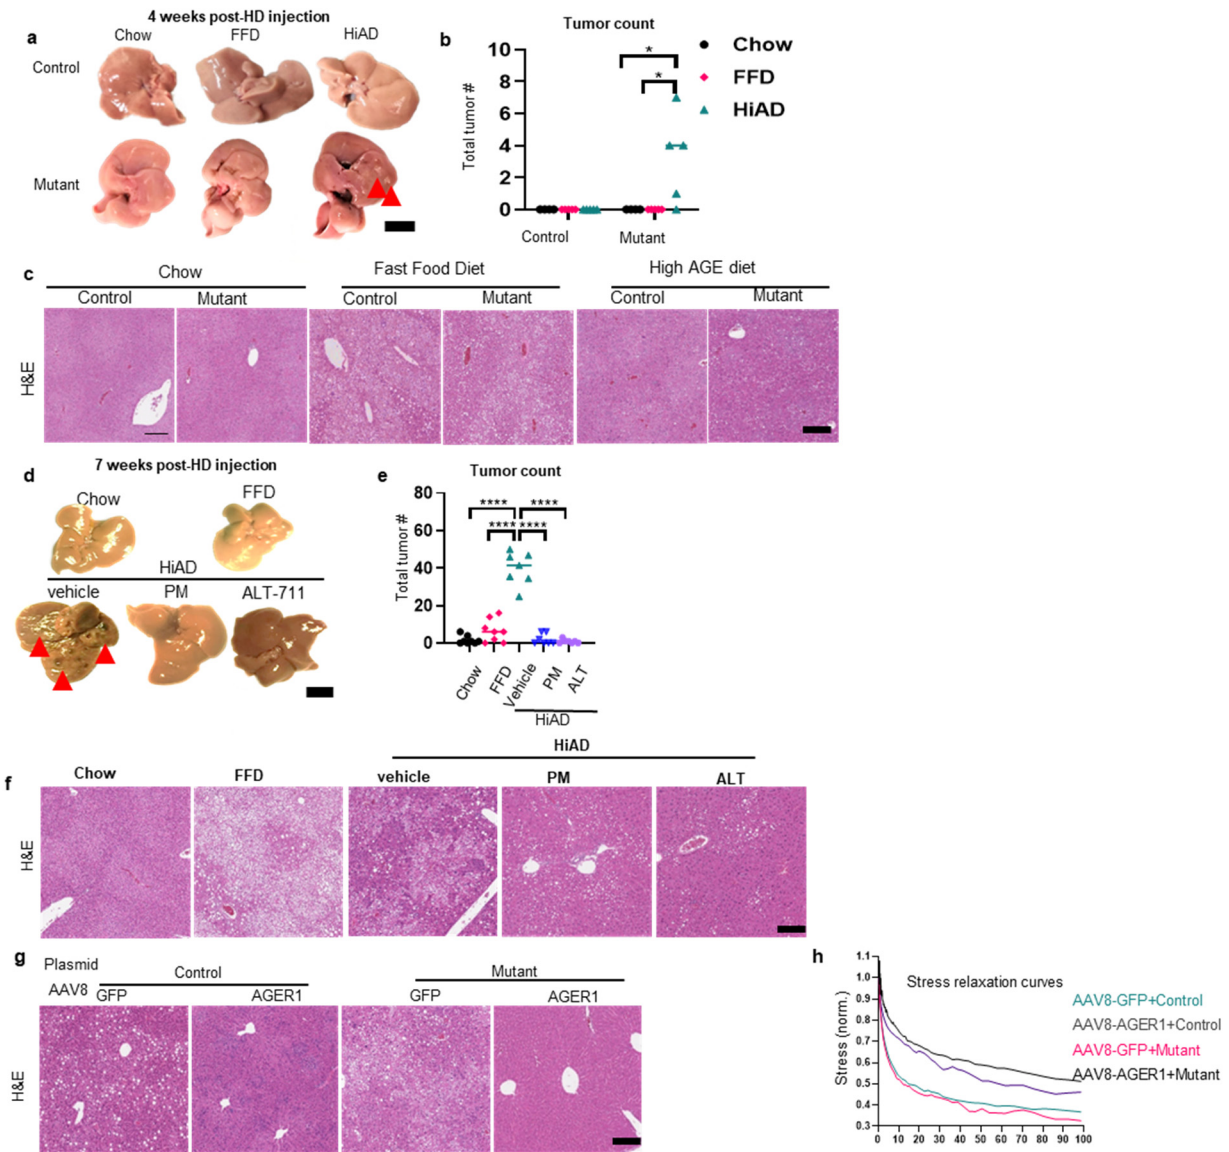 4 weeks post-HD injection
a
Chow
FFD
HiAD
Control
Mutant
b
Tumor count
Total tumor #
10
8
6
4
2
0
*
*
Control
Mutant
Chow
FFD
HiAD
c
Chow
Fast Food Diet
High AGE diet
Control
Mutant
Control
Mutant
Control
Mutant
H&E
7 weeks post-HD injection
d
Chow
FFD
HiAD
vehicle
PM
ALT-711
e
Tumor count
Total tumor #
80
60
40
20
0
****
****
**** ****
Chow
FFD
Vehicle
PM
ALT
HiAD
HiAD
f
Chow
FFD
vehicle
PM
ALT
H&E
g
Plasmid
Control
Mutant
AAV8
GFP
AGER1
GFP
AGER1
H&E
h
Stress relaxation curves
Stress (norm.)
1.1
1.0
0.9
0.8
0.7
0.6
0.5
0.4
0.3
0 10 20 30 40 50 60 70 80 90 100
AAV8-GFP+Control
AAV8-AGER1+Control
AAV8-GFP+Mutant
AAV8-AGER1+Mutant